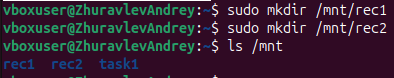 vboxuser@ZhuravlevAndrey:~$ sudo mkdir /mnt/rec1
vboxuser@ZhuravlevAndrey:~$ sudo mkdir /mnt/rec2
vboxuser@ZhuravlevAndrey:~$ ls /mnt
rec1  rec2  task1